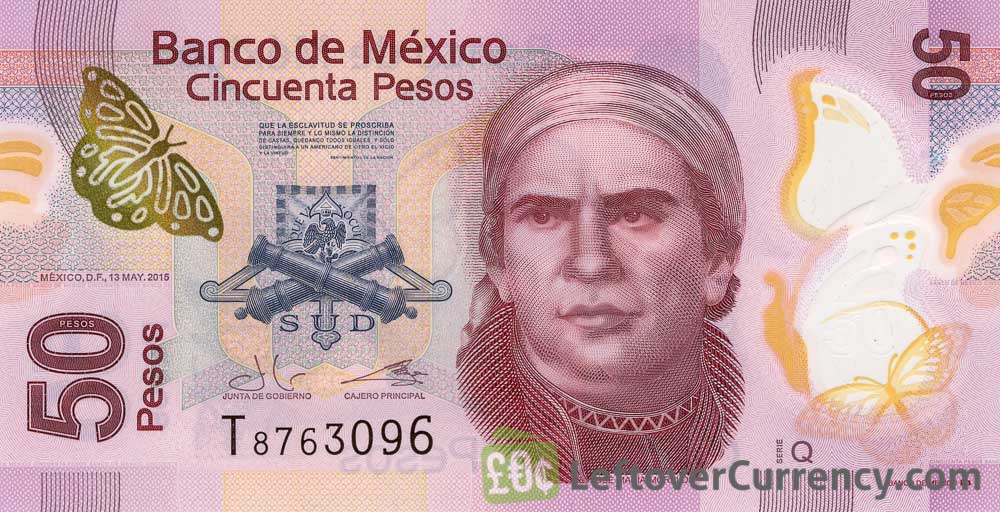 Banco de México
Cincuenta Pesos
QUE LA ESCLAVITUD SE PROSCRIBA
PARA SIEMPRE Y LO MISMO LA DISTINCIÓN
DE CASTAS, QUEDANDO TODOS IGUALES, Y SOLO
DISTINGUIRÁ A UN AMERICANO DE OTRO EL VICIO
Y LA VIRTUD
SENTIMIENTOS DE LA NACIÓN
SUD
MÉXICO, D.F., 13 MAY. 2015
50
PESOS
Pesos
JUNTA DE GOBIERNO
CAJERO PRINCIPAL
T8763096
50
PESOS
SERIE
Q
£0¢
LeftoverCurrency.com